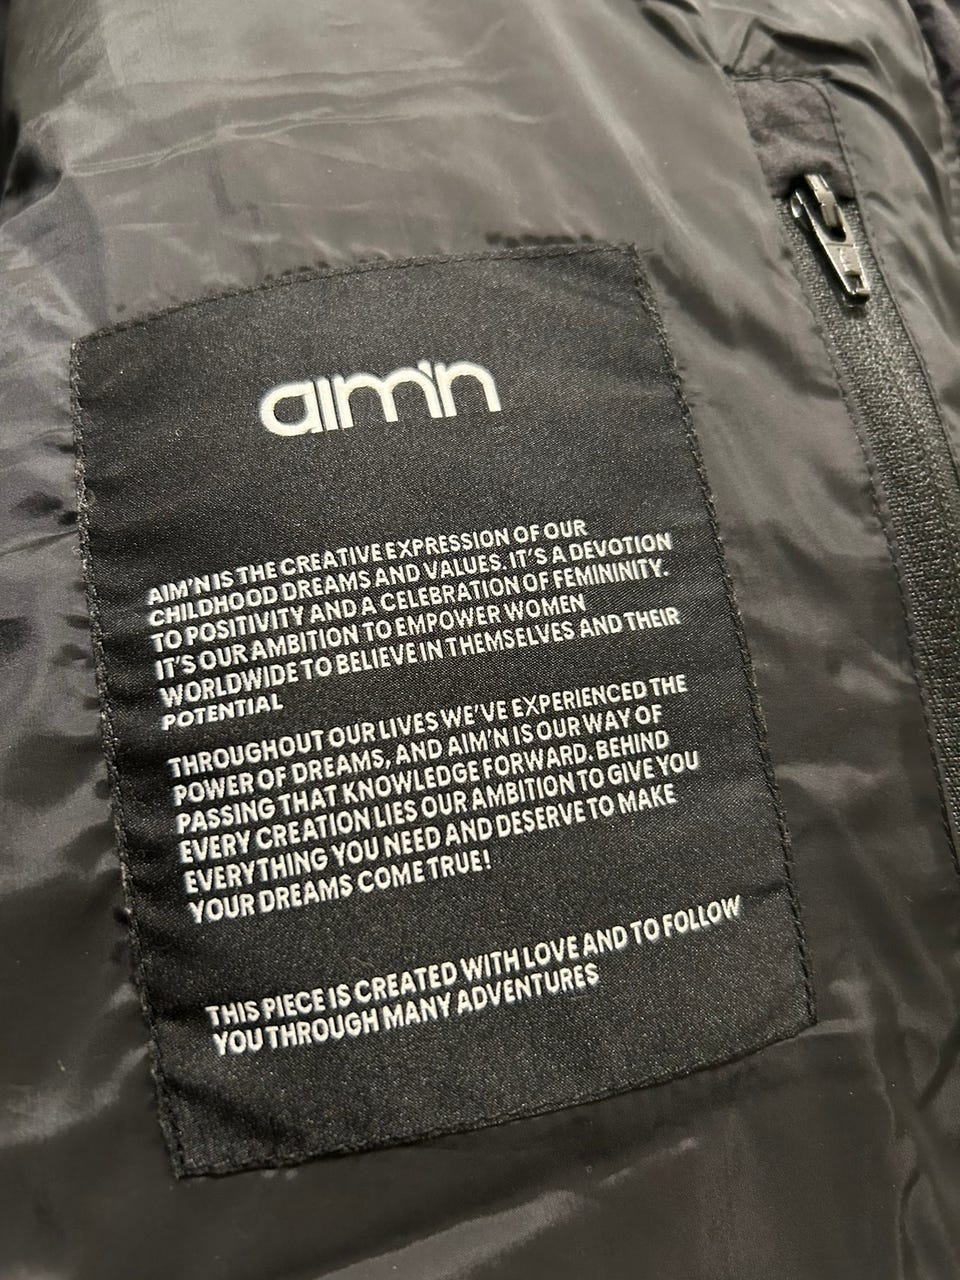 aim'n
AIM'N IS THE CREATIVE EXPRESSION OF OUR
CHILDHOOD DREAMS AND VALUES. IT'S A DEVOTION
TO POSITIVITY AND A CELEBRATION OF FEMININITY.
IT'S OUR AMBITION TO EMPOWER WOMEN
WORLDWIDE TO BELIEVE IN THEMSELVES AND THEIR
POTENTIAL
THROUGHOUT OUR LIVES WE'VE EXPERIENCED THE
POWER OF DREAMS, AND AIM'N IS OUR WAY OF
PASSING THAT KNOWLEDGE FORWARD. BEHIND
EVERY CREATION LIES OUR AMBITION TO GIVE YOU
EVERYTHING YOU NEED AND DESERVE TO MAKE
YOUR DREAMS COME TRUE!
THIS PIECE IS CREATED WITH LOVE AND TO FOLLOW
YOU THROUGH MANY ADVENTURES